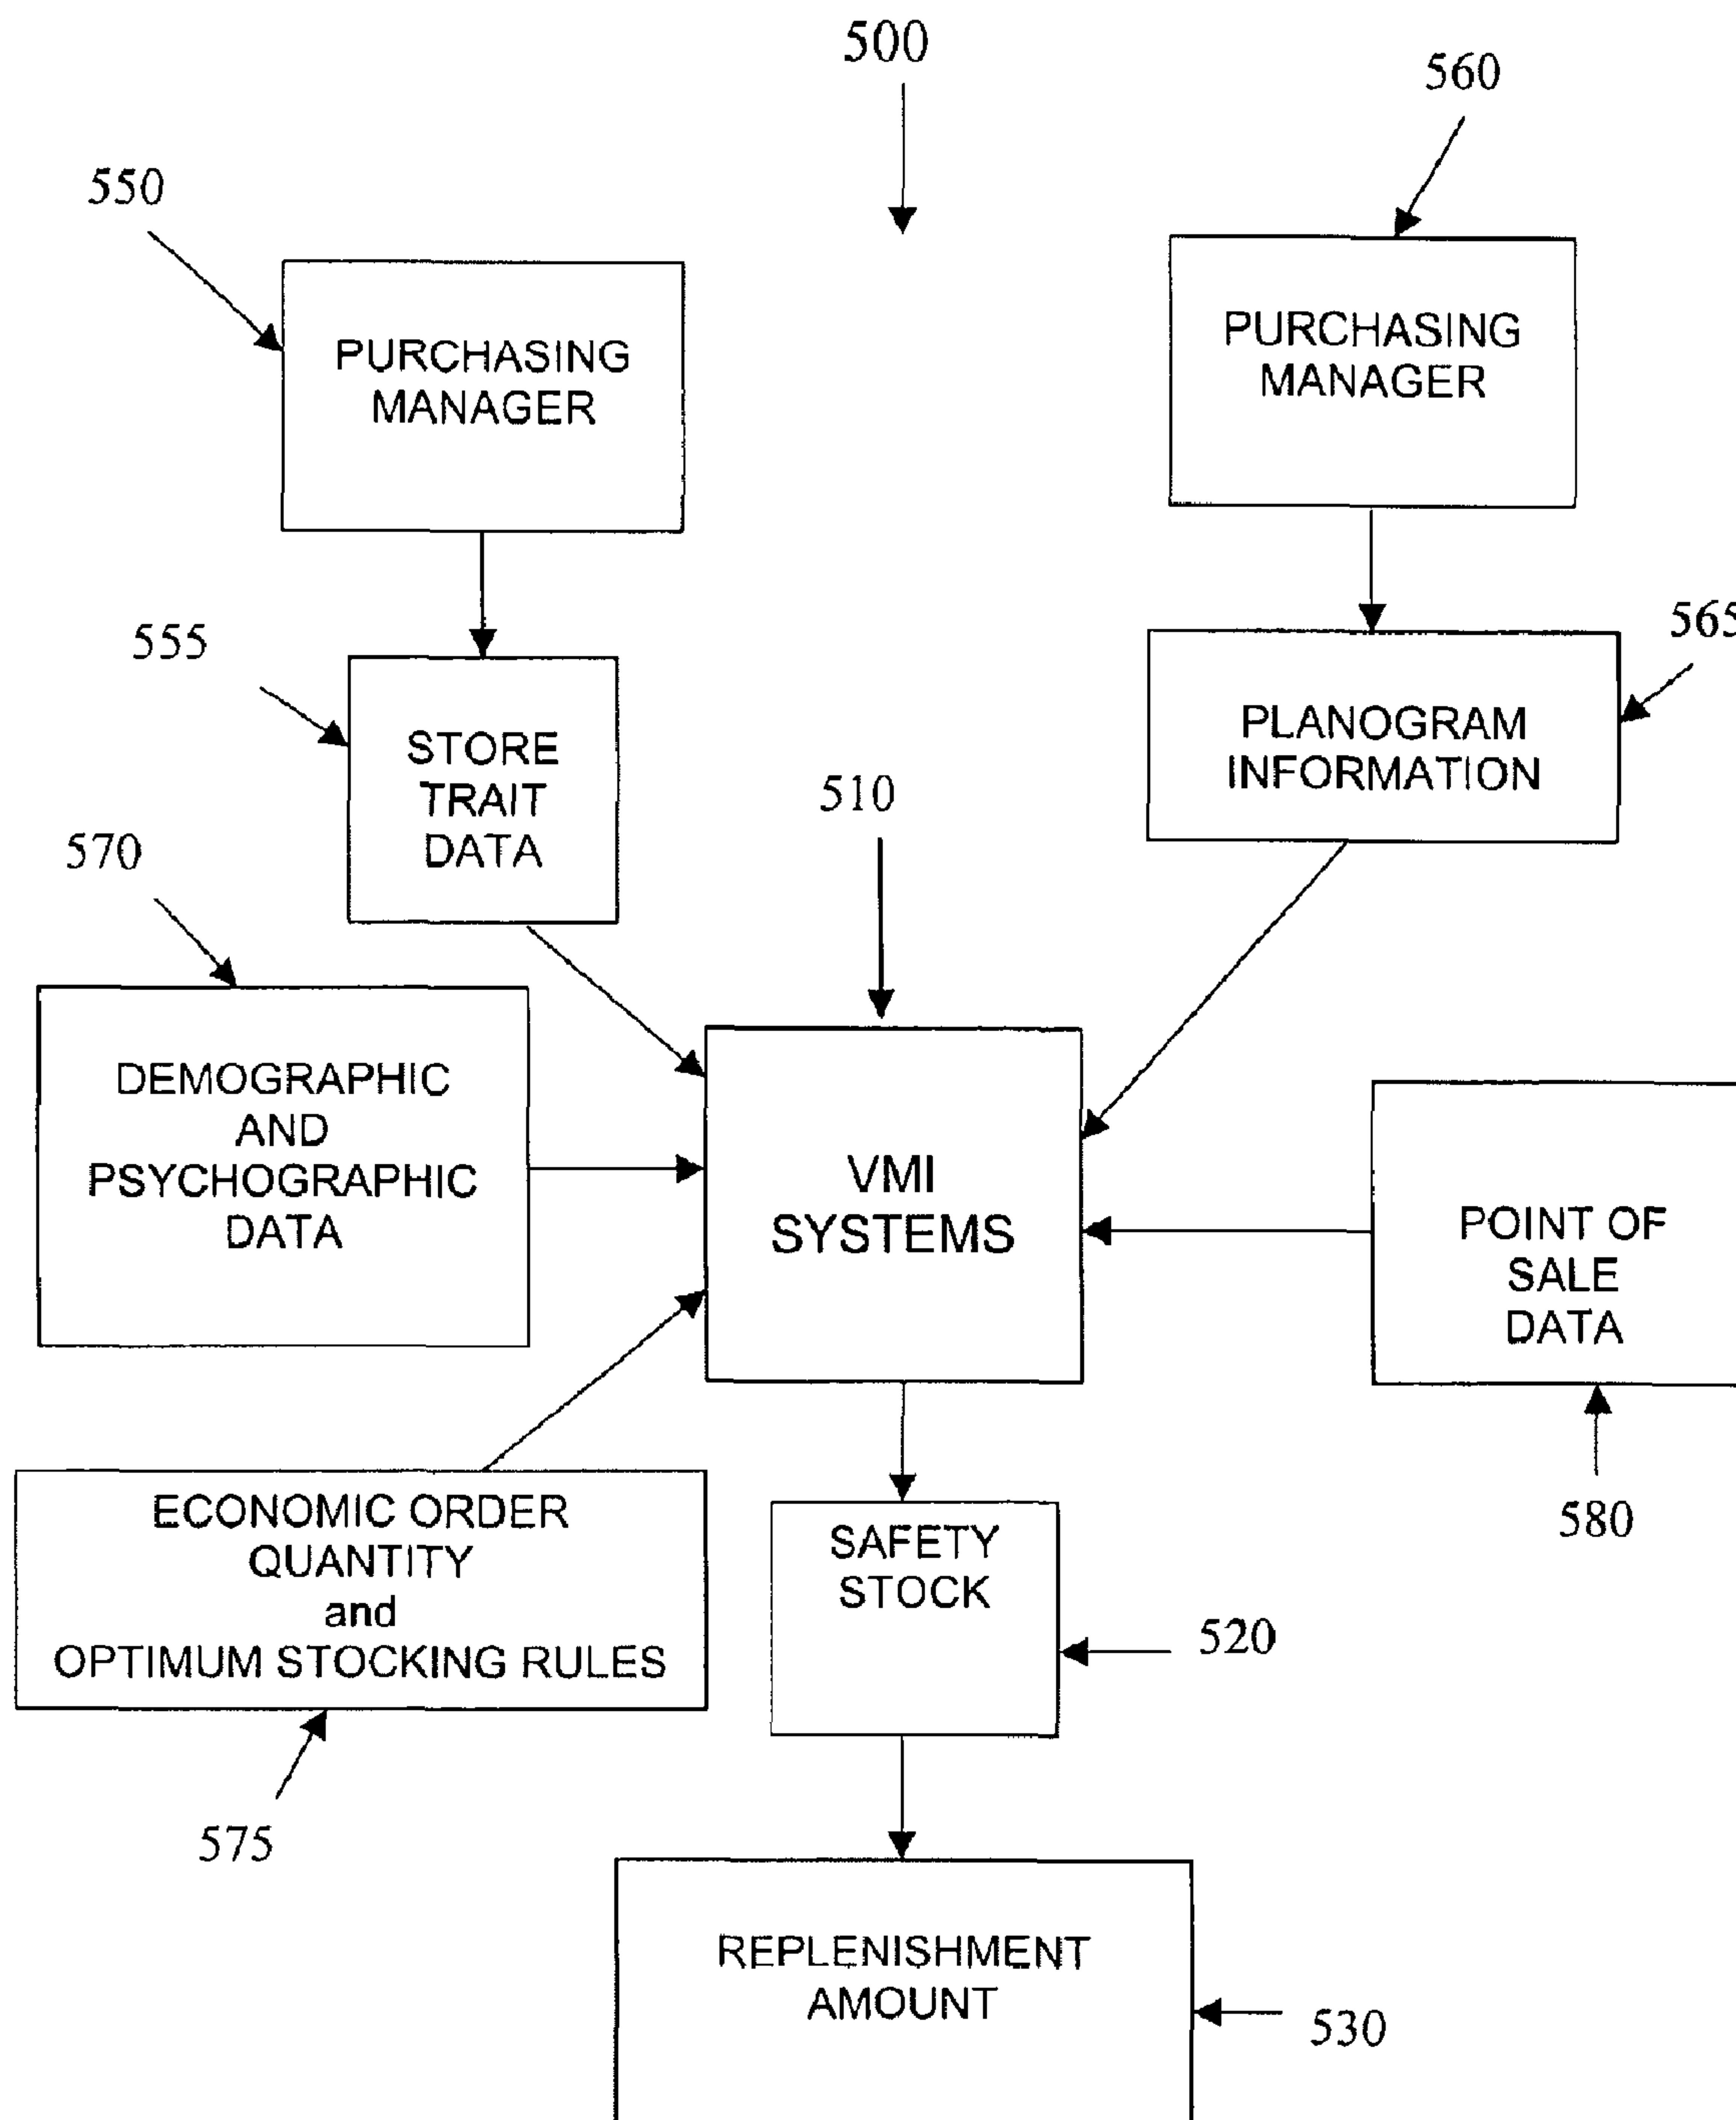 500
560
550
PURCHASING
MANAGER
PURCHASING
MANAGER
555
565
STORE
TRAIT
DATA
PLANOGRAM
INFORMATION
510
570
DEMOGRAPHIC
AND
PSYCHOGRAPHIC
DATA
VMI
SYSTEMS
POINT OF
SALE
DATA
ECONOMIC ORDER
QUANTITY
and
OPTIMUM STOCKING RULES
SAFETY
STOCK
580
520
575
REPLENISHMENT
AMOUNT
530